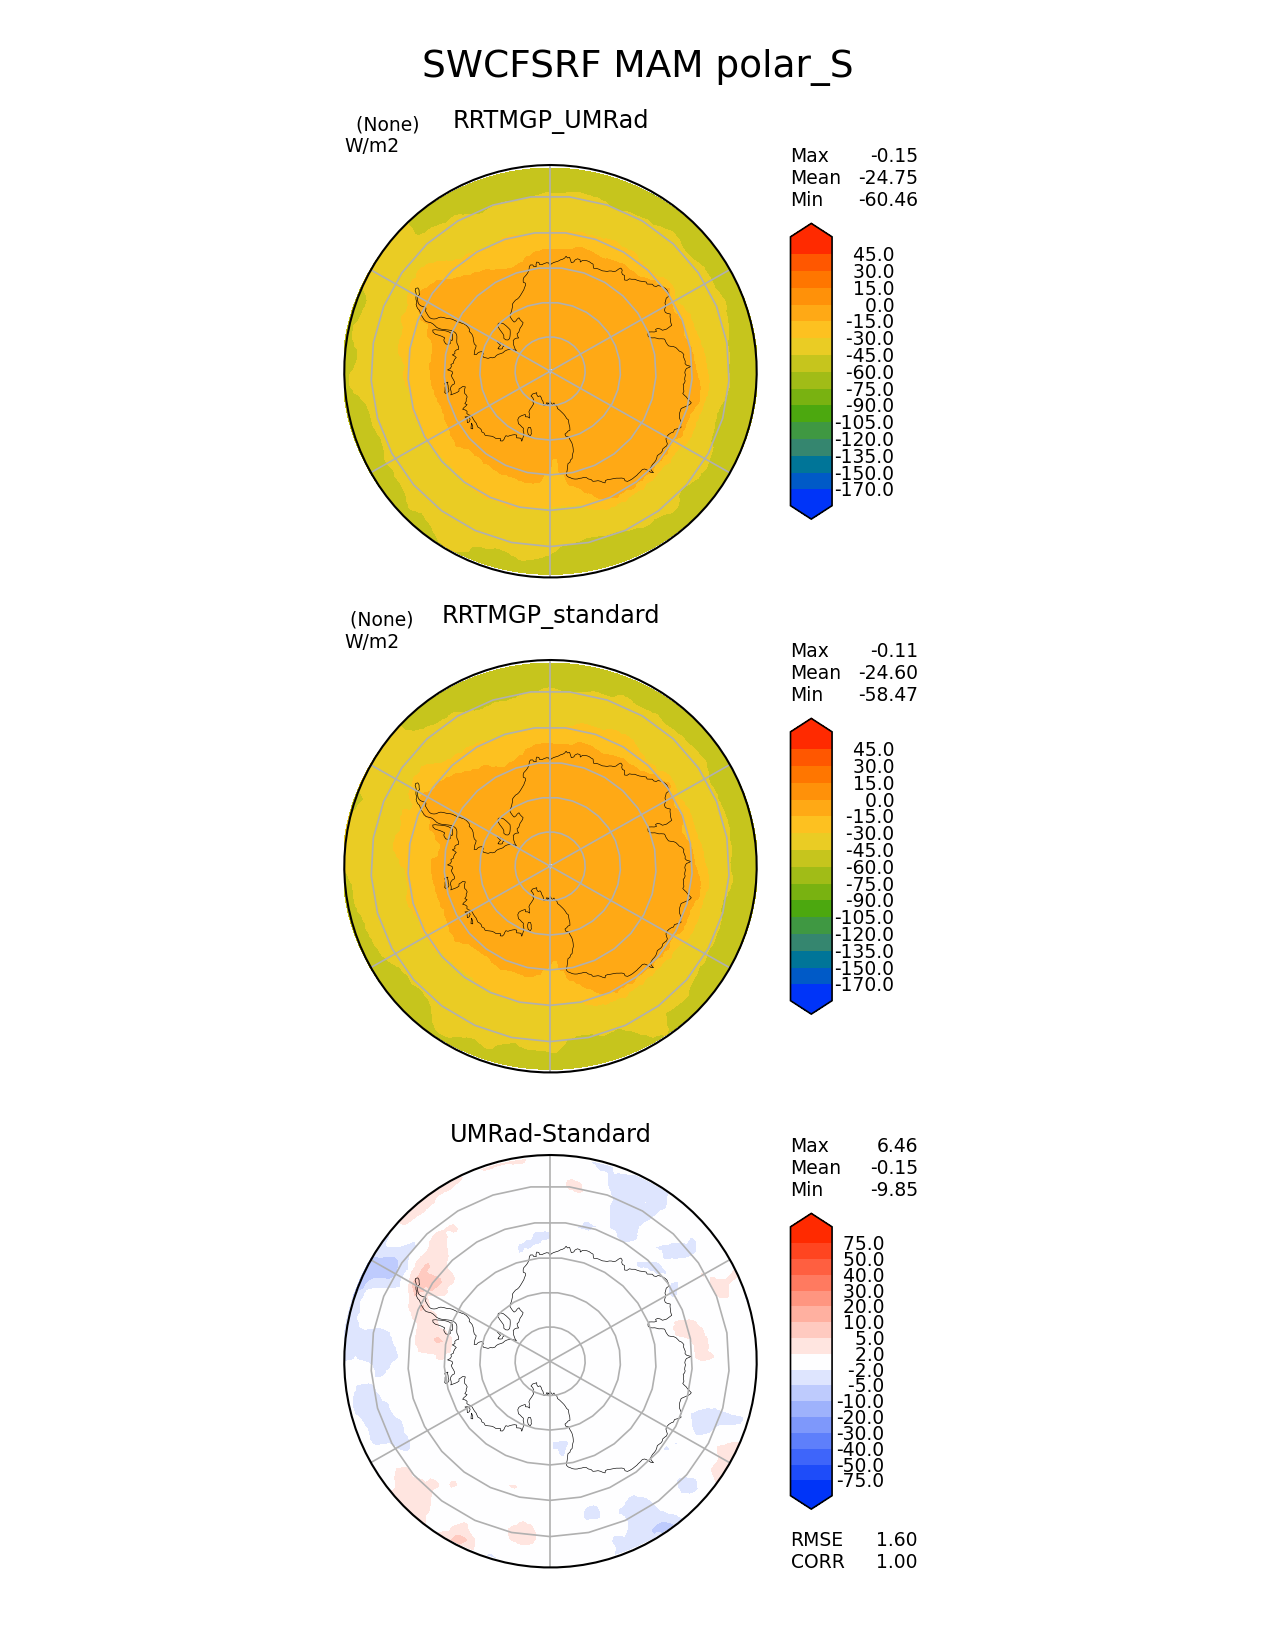 SWCFSRF MAM polar_S
(None)
RRTMGP_UMRad
W/m2
Max -0.15
Mean -24.75
Min -60.46
45.0
30.0
15.0
0.0
-15.0
-30.0
-45.0
-60.0
-75.0
-90.0
-105.0
-120.0
-135.0
-150.0
-170.0
(None)
RRTMGP_standard
W/m2
Max -0.11
Mean -24.60
Min -58.47
45.0
30.0
15.0
0.0
-15.0
-30.0
-45.0
-60.0
-75.0
-90.0
-105.0
-120.0
-135.0
-150.0
-170.0
UMRad-Standard
Max 6.46
Mean -0.15
Min -9.85
75.0
50.0
40.0
30.0
20.0
10.0
5.0
2.0
-2.0
-5.0
-10.0
-20.0
-30.0
-40.0
-50.0
-75.0
RMSE 1.60
CORR 1.00